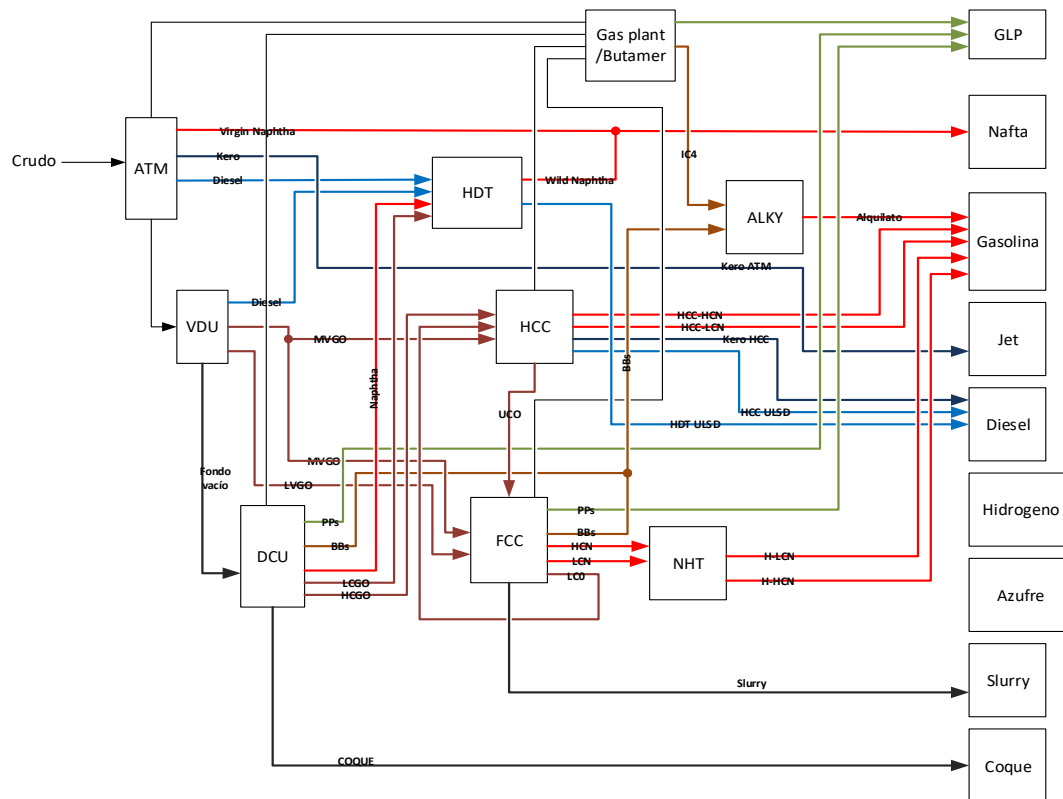 Gas plant
/Butamer
GLP
Virgin Naphtha
Nafta
Crudo
ATM
Kero
IC4
Diesel
HDT
Wild Naphtha
ALKY
Alquilato
Gasolina
Kero ATM
Diesel
VDU
MVGO
HCC
HCC-HCN
HCC-LCN
Kero HCC
Jet
BBs
Naphtha
UCO
HCC ULSD
HDT ULSD
Diesel
MVGO
Fondo
vacío
LVGO
Hidrogeno
PPs
BBs
DCU
LCGO
HCGO
FCC
PPs
BBs
HCN
LCN
LC0
NHT
H-LCN
H-HCN
Azufre
Slurry
Slurry
COQUE
Coque